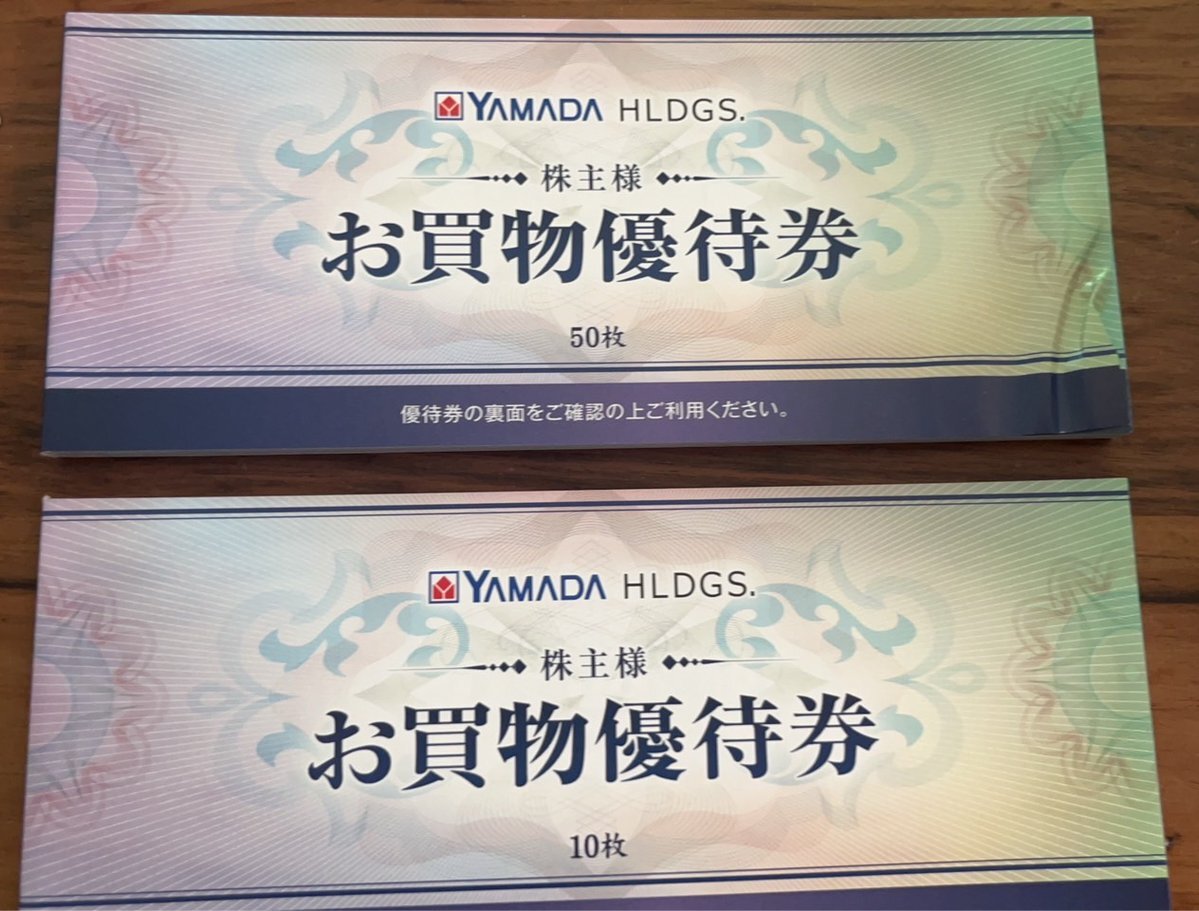 YAMADA HLDGS.
株主様
お買物優待券
50枚
優待券の裏面をご確認の上ご利用ください。
YAMADA HLDGS.
株主様
お買物優待券
10枚